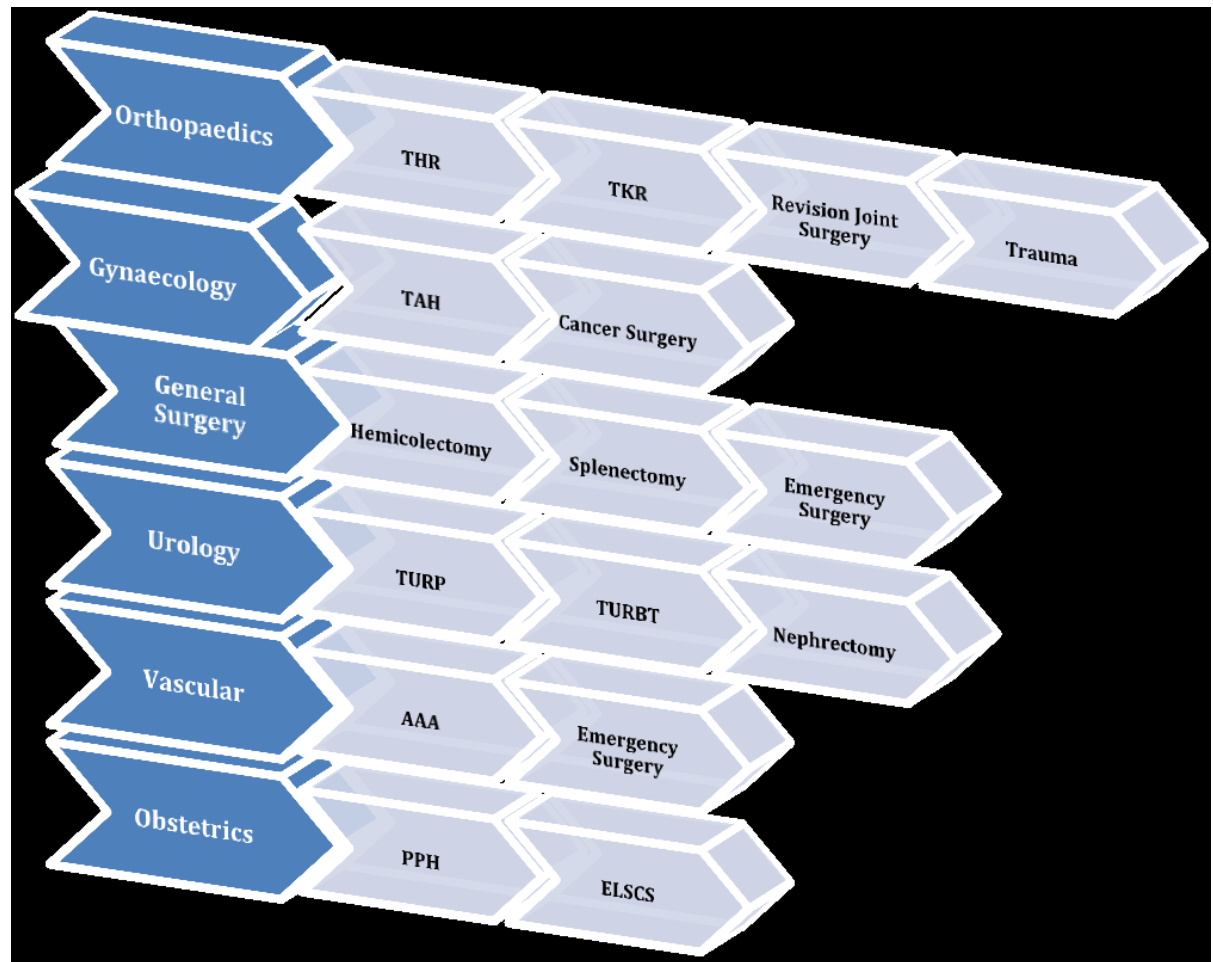 Orthopaedics
THR
TKR
Revision Joint
Surgery
Trauma
Gynaecology
TAH
Cancer Surgery
General
Surgery
Hemicolectomy
Splenectomy
Emergency
Surgery
Urology
TURP
TURBT
Nephrectomy
Vascular
AAA
Emergency
Surgery
Obstetrics
PPH
ELSCS